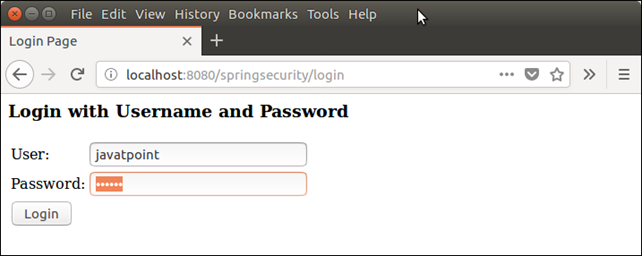 File Edit View History Bookmarks Tools Help
Login Page
localhost:8080/springsecurity/login
Login with Username and Password
User: javatpoint
Password: ••••••
Login